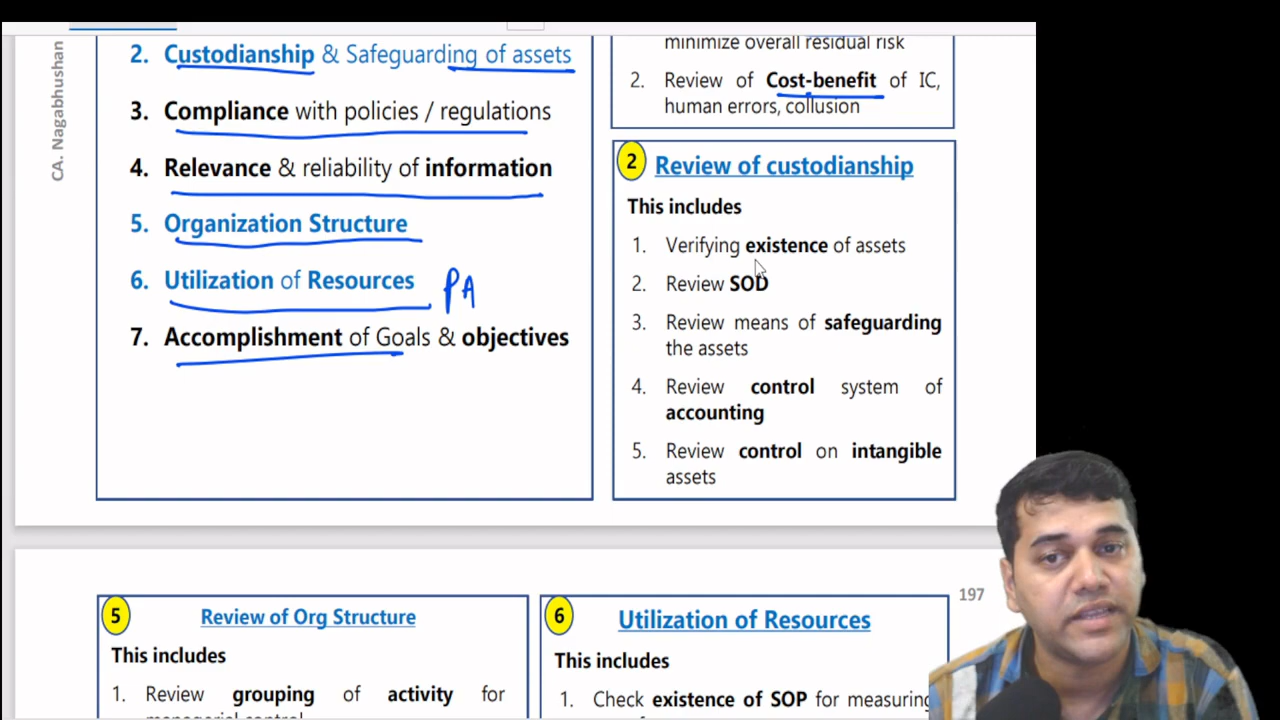 CA. Nagabhushan
2. Custodianship & Safeguarding of assets
3. Compliance with policies / regulations
4. Relevance & reliability of information
5. Organization Structure
6. Utilization of Resources PA
7. Accomplishment of Goals & objectives
minimize overall residual risk
2. Review of Cost-benefit of IC,
human errors, collusion
2 Review of custodianship
This includes
1. Verifying existence of assets
2. Review SOD
3. Review means of safeguarding
the assets
4. Review control system of
accounting
5. Review control on intangible
assets
197
5 Review of Org Structure
This includes
1. Review grouping of activity for
managerial control
6 Utilization of Resources
This includes
1. Check existence of SOP for measuring